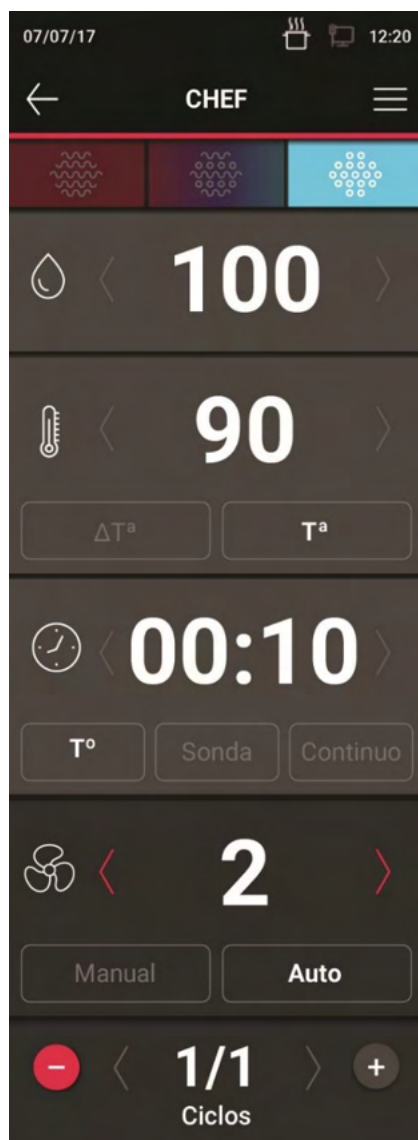 07/07/17 12:20
CHEF
100
90
ΔTª Tª
00:10
Tº Sonda Continuo
2
Manual Auto
- 1/1 +
Ciclos